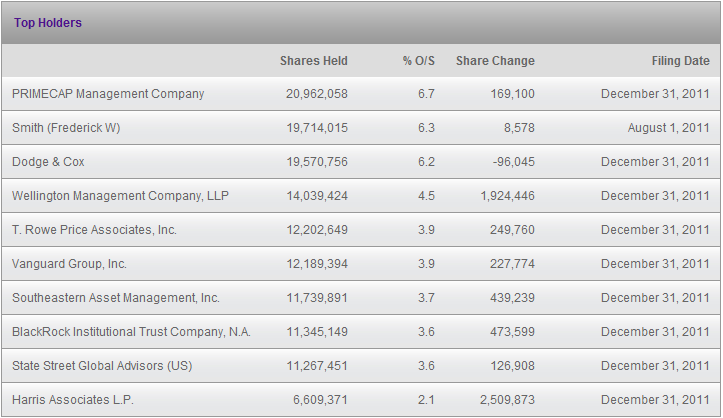 Top Holders
Shares Held % O/S Share Change Filing Date
PRIMECAP Management Company 20,962,058 6.7 169,100 December 31, 2011
Smith (Frederick W) 19,714,015 6.3 8,578 August 1, 2011
Dodge & Cox 19,570,756 6.2 -96,045 December 31, 2011
Wellington Management Company, LLP 14,039,424 4.5 1,924,446 December 31, 2011
T. Rowe Price Associates, Inc. 12,202,649 3.9 249,760 December 31, 2011
Vanguard Group, Inc. 12,189,394 3.9 227,774 December 31, 2011
Southeastern Asset Management, Inc. 11,739,891 3.7 439,239 December 31, 2011
BlackRock Institutional Trust Company, N.A. 11,345,149 3.6 473,599 December 31, 2011
State Street Global Advisors (US) 11,267,451 3.6 126,908 December 31, 2011
Harris Associates L.P. 6,609,371 2.1 2,509,873 December 31, 2011